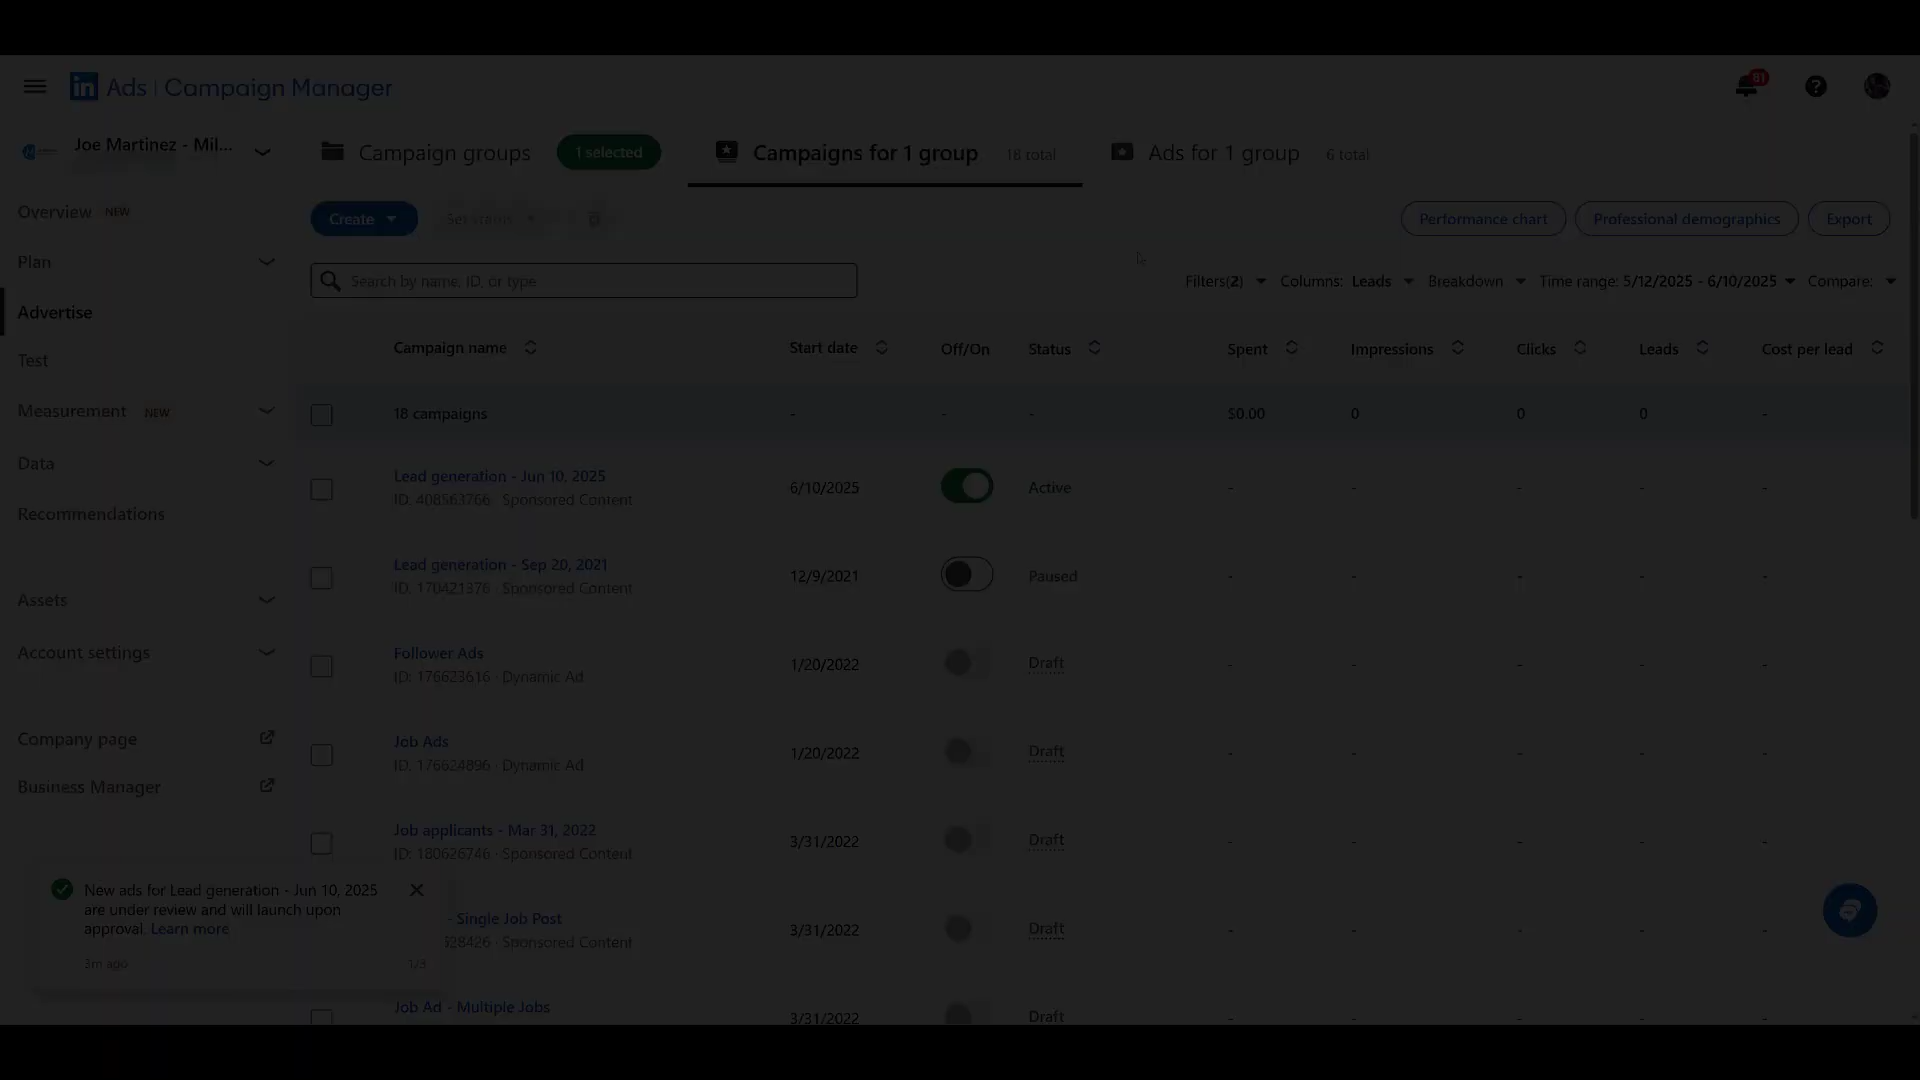 in Ads | Campaign Manager
81
Joe Martinez - Mil...
Campaign groups
1 selected
Campaigns for 1 group
18 total
Ads for 1 group
6 total
Overview NEW
Plan
Advertise
Test
Measurement NEW
Data
Recommendations
Assets
Account settings
Company page
Business Manager
Create
Set status
Performance chart
Professional demographics
Export
Search by name, ID, or type
Filters(2)
Columns: Leads
Breakdown
Time range: 5/12/2025 - 6/10/2025
Compare:
Campaign name
Start date
Off/On
Status
Spent
Impressions
Clicks
Leads
Cost per lead
18 campaigns - - - $0.00 0 0 0 -
Lead generation - Jun 10, 2025
ID: 408563766 · Sponsored Content
6/10/2025 Active - - - - -
Lead generation - Sep 20, 2021
ID: 170421376 · Sponsored Content
12/9/2021 Paused - - - - -
Follower Ads
ID: 176623616 · Dynamic Ad
1/20/2022 Draft - - - - -
Job Ads
ID: 176624896 · Dynamic Ad
1/20/2022 Draft - - - - -
Job applicants - Mar 31, 2022
ID: 180626746 · Sponsored Content
3/31/2022 Draft - - - - -
- Single Job Post
28426 · Sponsored Content
3/31/2022 Draft - - - - -
Job Ad - Multiple Jobs
3/31/2022 Draft - - - - -
New ads for Lead generation - Jun 10, 2025
are under review and will launch upon
approval. Learn more
3m ago
1/3